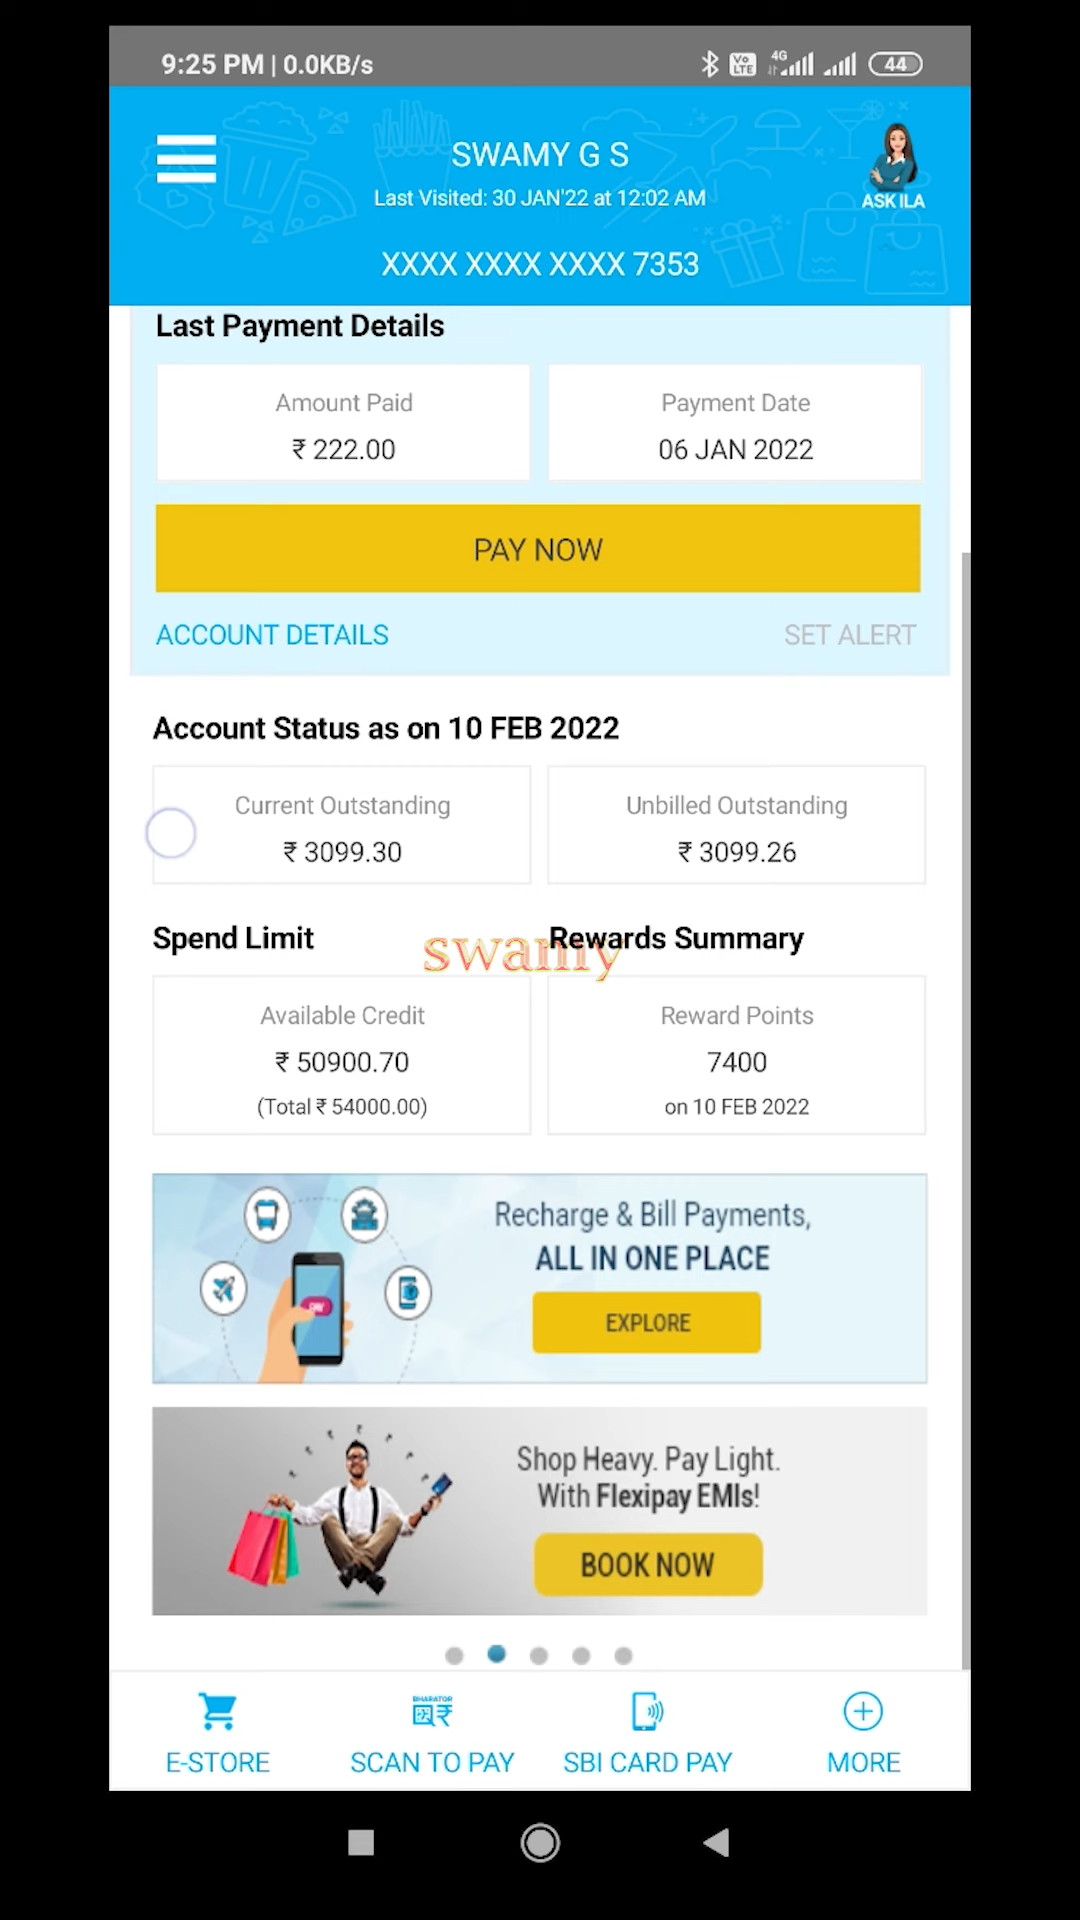 9:25 PM | 0.0KB/s
Vo LTE 4G 44
SWAMY G S
Last Visited: 30 JAN'22 at 12:02 AM
ASK ILA
XXXX XXXX XXXX 7353
Last Payment Details
Amount Paid Payment Date
₹ 222.00 06 JAN 2022
PAY NOW
ACCOUNT DETAILS SET ALERT
Account Status as on 10 FEB 2022
Current Outstanding Unbilled Outstanding
₹ 3099.30 ₹ 3099.26
Spend Limit Rewards Summary
swamy
Available Credit Reward Points
₹ 50900.70 7400
(Total ₹ 54000.00) on 10 FEB 2022
Recharge & Bill Payments,
ALL IN ONE PLACE
PAY
EXPLORE
Shop Heavy. Pay Light.
With Flexipay EMIs!
BOOK NOW
BHARATQR
E-STORE SCAN TO PAY SBI CARD PAY MORE